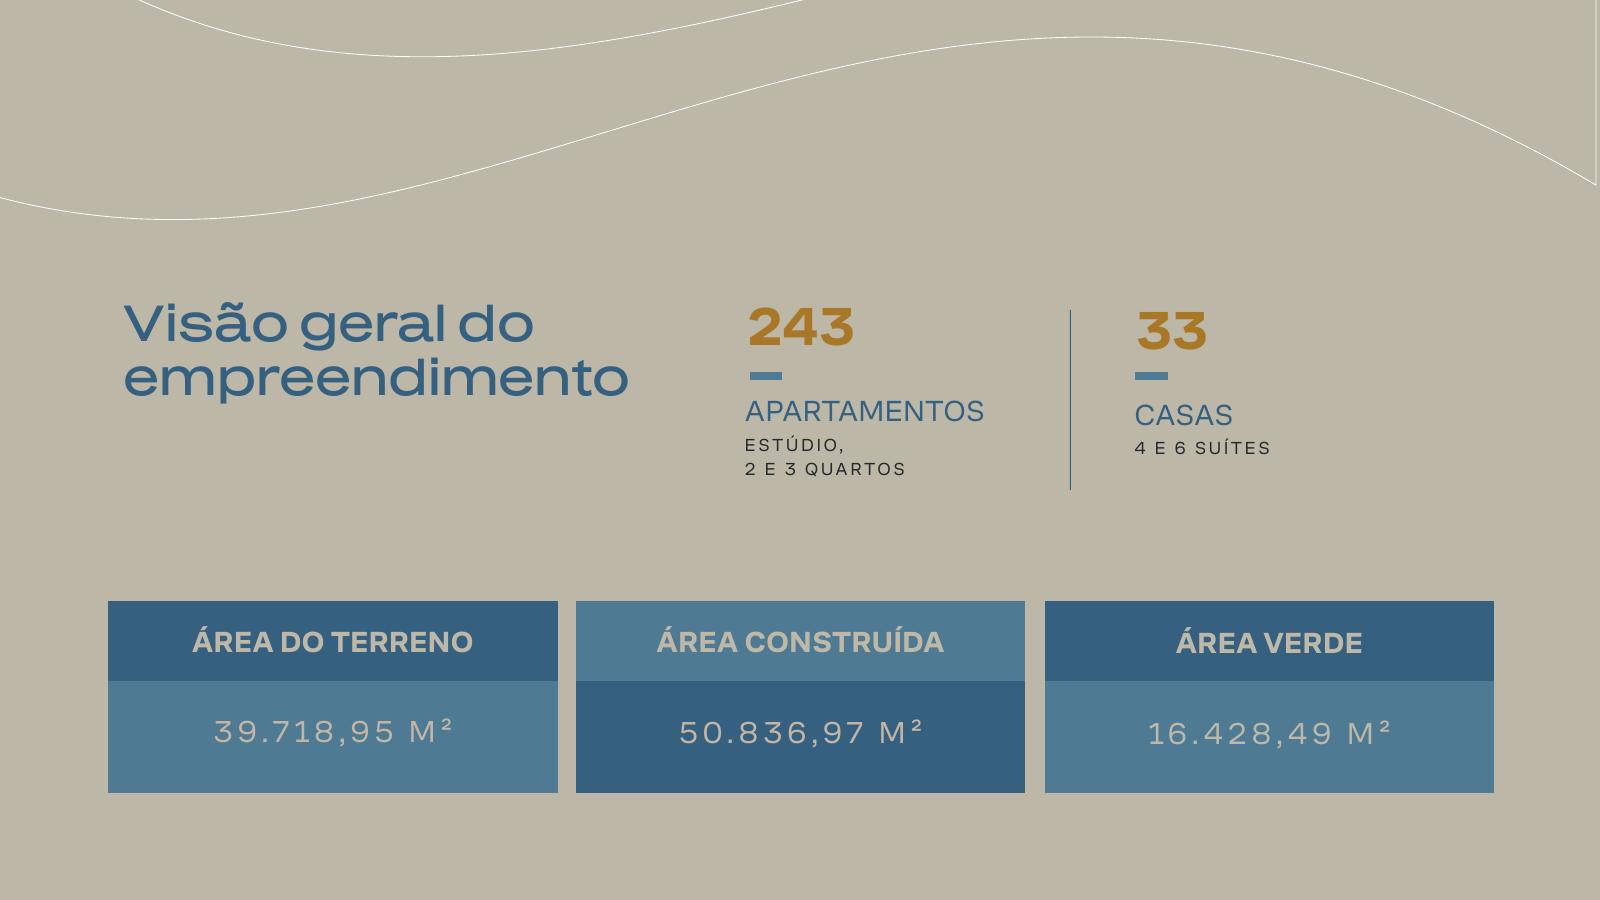 Visão geral do
empreendimento
243
APARTAMENTOS
ESTÚDIO,
2 E 3 QUARTOS
33
CASAS
4 E 6 SUÍTES
ÁREA DO TERRENO
39.718,95 M²
ÁREA CONSTRUÍDA
50.836,97 M²
ÁREA VERDE
16.428,49 M²